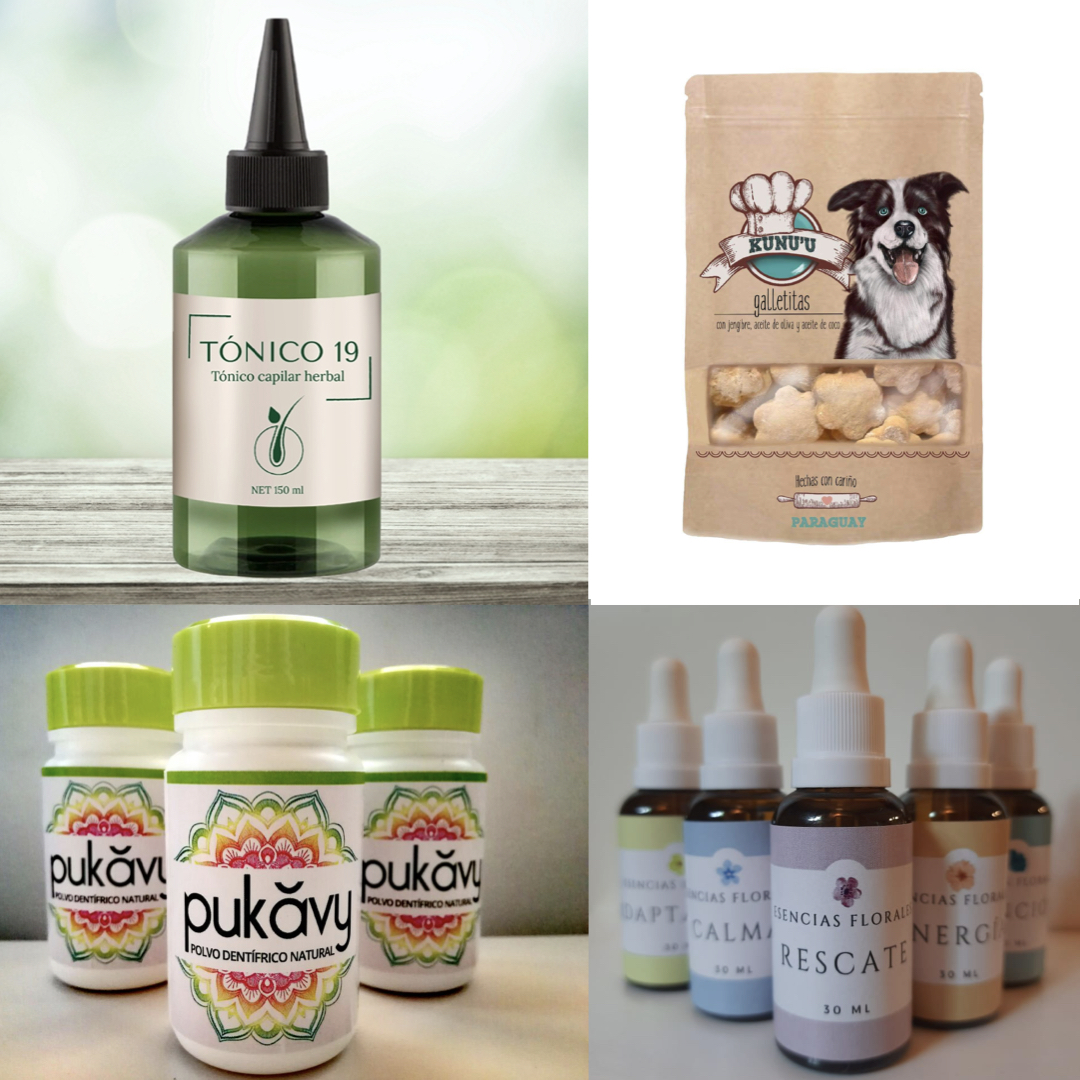 TÓNICO 19
Tónico capilar herbal
NET 150 ml
KUNU'U
galletitas
con jengibre, aceite de oliva y aceite de coco
Hechas con cariño
PARAGUAY
pukăvy
POLVO DENTÍFRICO NATURAL
pukăvy
POLVO DENTÍFRICO NATURAL
pukăvy
POLVO DENTÍFRICO NATURAL
ESENCIAS FLORALES
RESCATE
30 ML
CALMA
30 ML
30 ML